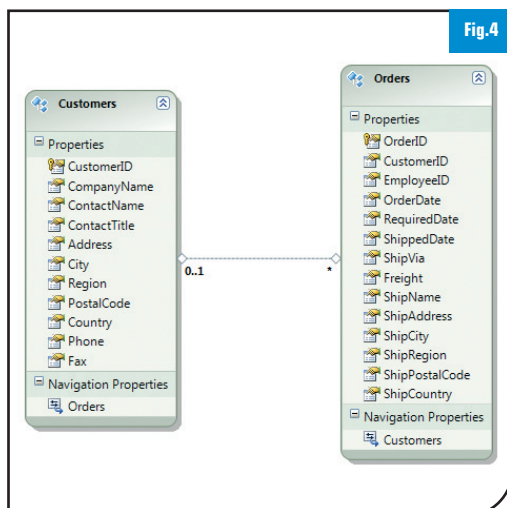 Fig.4
Customers
Properties
CustomerID
CompanyName
ContactName
ContactTitle
Address
City
Region
PostalCode
Country
Phone
Fax
Navigation Properties
Orders
0..1
*
Orders
Properties
OrderID
CustomerID
EmployeeID
OrderDate
RequiredDate
ShippedDate
ShipVia
Freight
ShipName
ShipAddress
ShipCity
ShipRegion
ShipPostalCode
ShipCountry
Navigation Properties
Customers